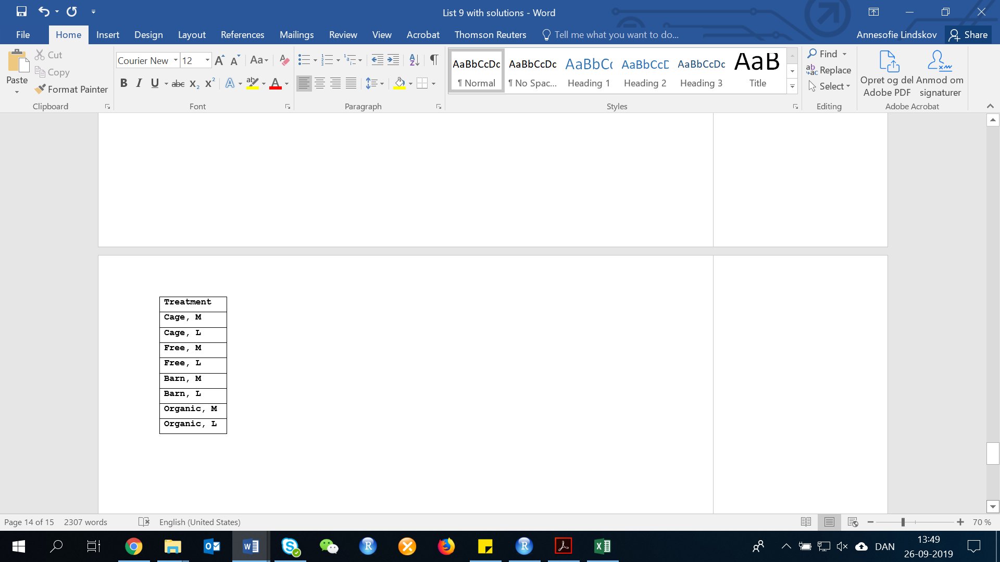 List 9 with solutions - Word
File Home Insert Design Layout References Mailings Review View Acrobat Thomson Reuters Tell me what you want to do... Annesofie Lindskov Share
Paste
Cut
Copy
Format Painter
Clipboard
Courier New 12
Font
Paragraph
AaBbCcDc AaBbCcDc AaBbCc AaBbCcD AaBbCcDc AaB
¶ Normal ¶ No Spac... Heading 1 Heading 2 Heading 3 Title
Styles
Find
Replace
Select
Editing
Opret og del Adobe PDF
Anmod om signaturer
Adobe Acrobat
Treatment
Cage, M
Cage, L
Free, M
Free, L
Barn, M
Barn, L
Organic, M
Organic, L
Page 14 of 15 2307 words English (United States) 70 %
DAN
13:49
26-09-2019